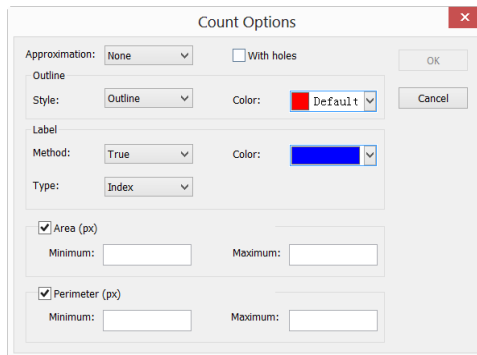 Count Options
Approximation: None With holes OK
Outline
Style: Outline Color: Default Cancel
Label
Method: True Color:
Type: Index
Area (px)
Minimum: Maximum:
Perimeter (px)
Minimum: Maximum: